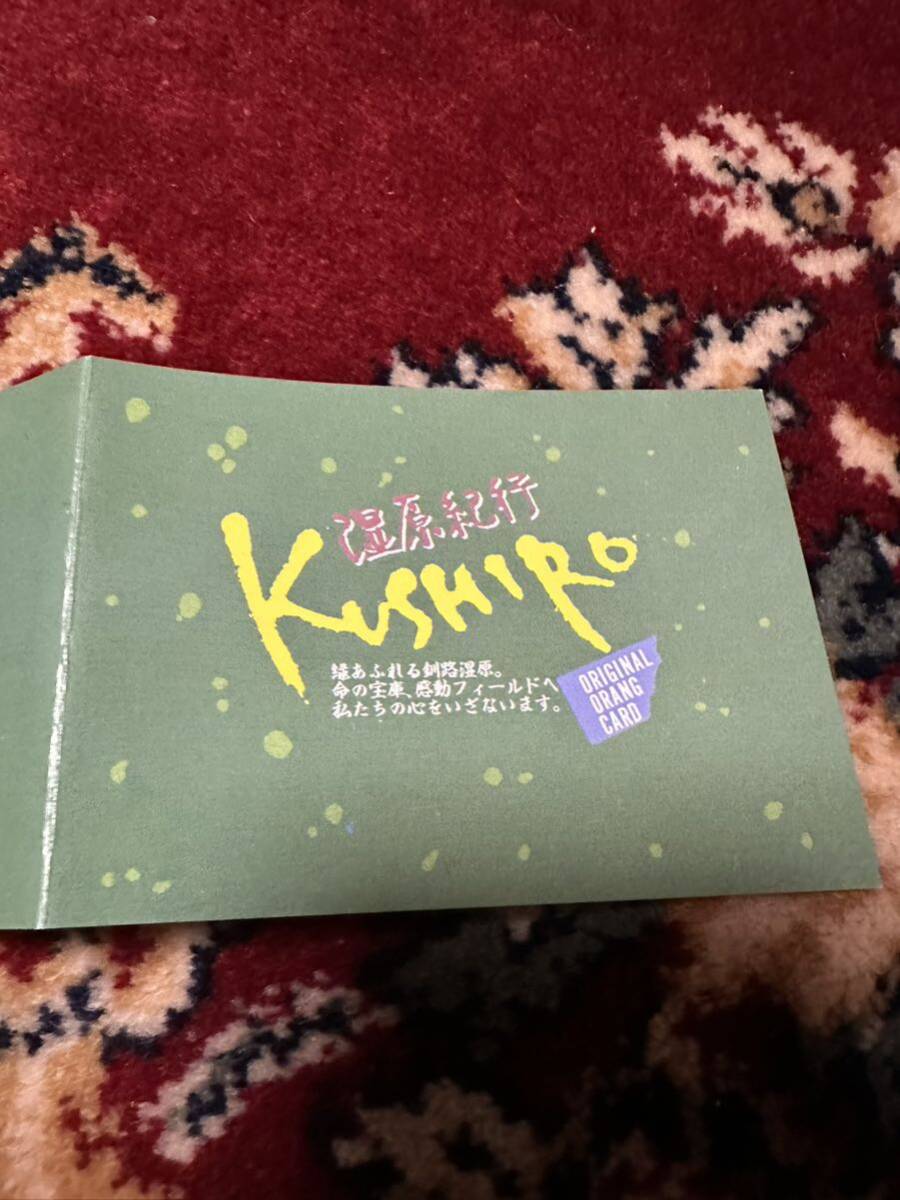 湿原紀行
KUSHIRO
緑あふれる釧路湿原。
命の宝庫、感動フィールドへ
私たちの心をいざないます。
ORIGINAL
ORANG
CARD